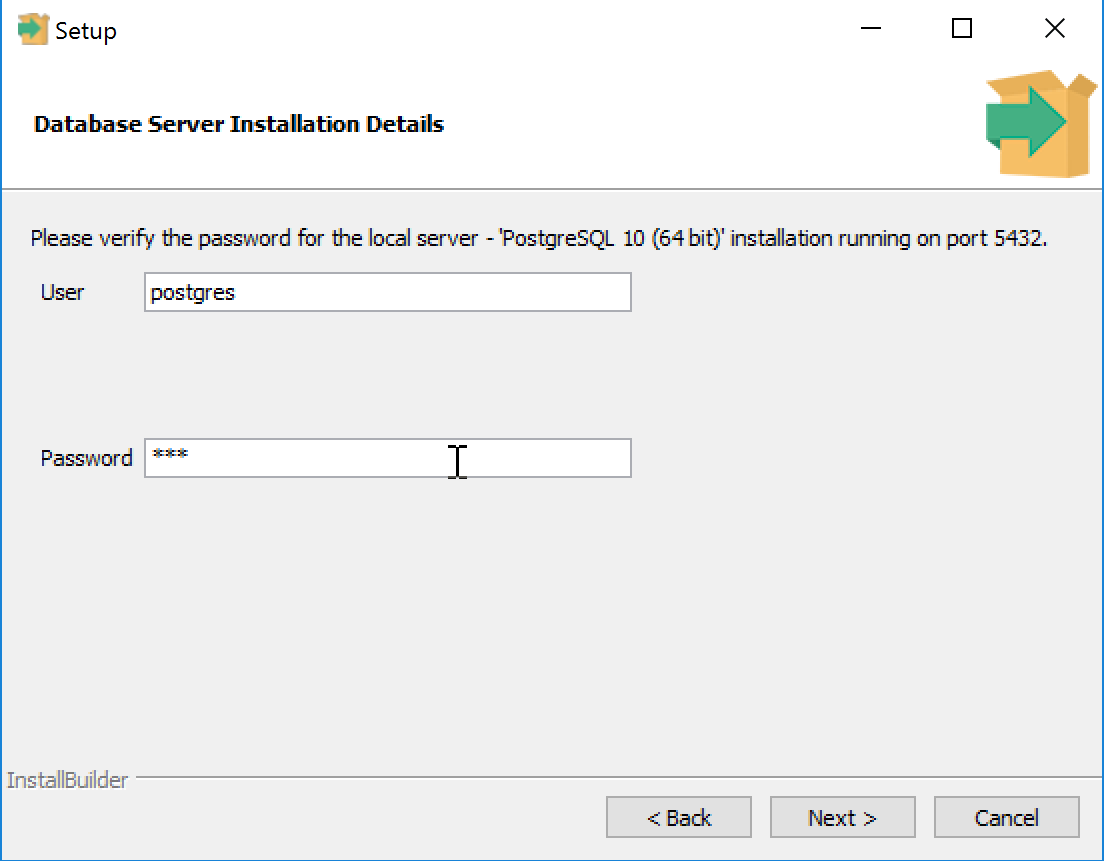 Setup
Database Server Installation Details
Please verify the password for the local server - 'PostgreSQL 10 (64 bit)' installation running on port 5432.
User postgres
Password ***
InstallBuilder
< Back Next > Cancel